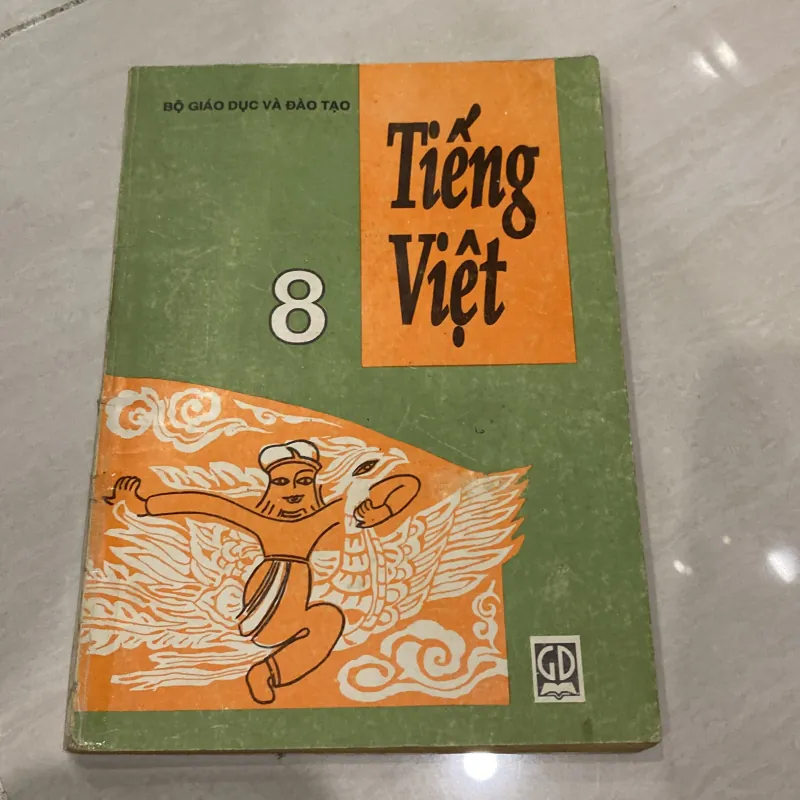 BỘ GIÁO DỤC VÀ ĐÀO TẠO
Tiếng
Việt
8
GD